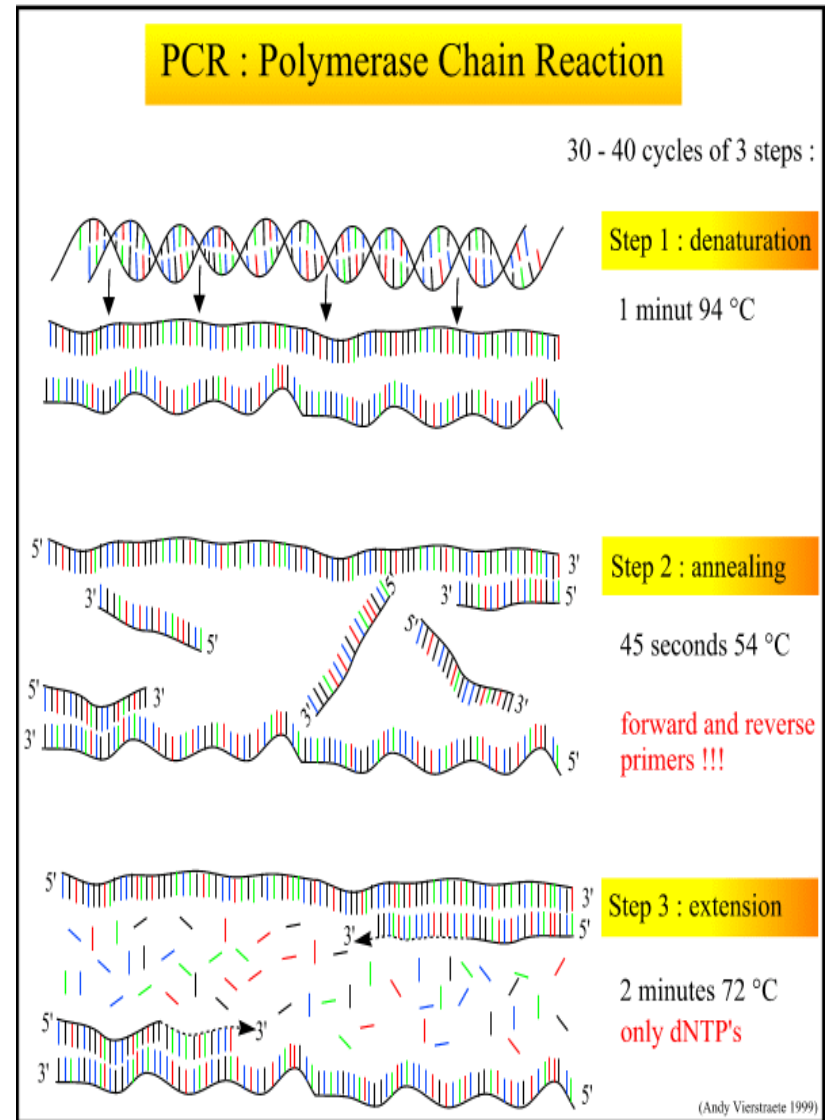 PCR : Polymerase Chain Reaction
30 - 40 cycles of 3 steps :
Step 1 : denaturation
1 minut 94 °C
5'
3'
Step 2 : annealing
3'
5'
3'
5'
5'
3'
5'
45 seconds 54 °C
5'
3'
3'
3'
5'
forward and reverse
primers !!!
5'
3'
Step 3 : extension
3'
5'
2 minutes 72 °C
5'
3'
only dNTP's
3'
5'
(Andy Vierstraete 1999)